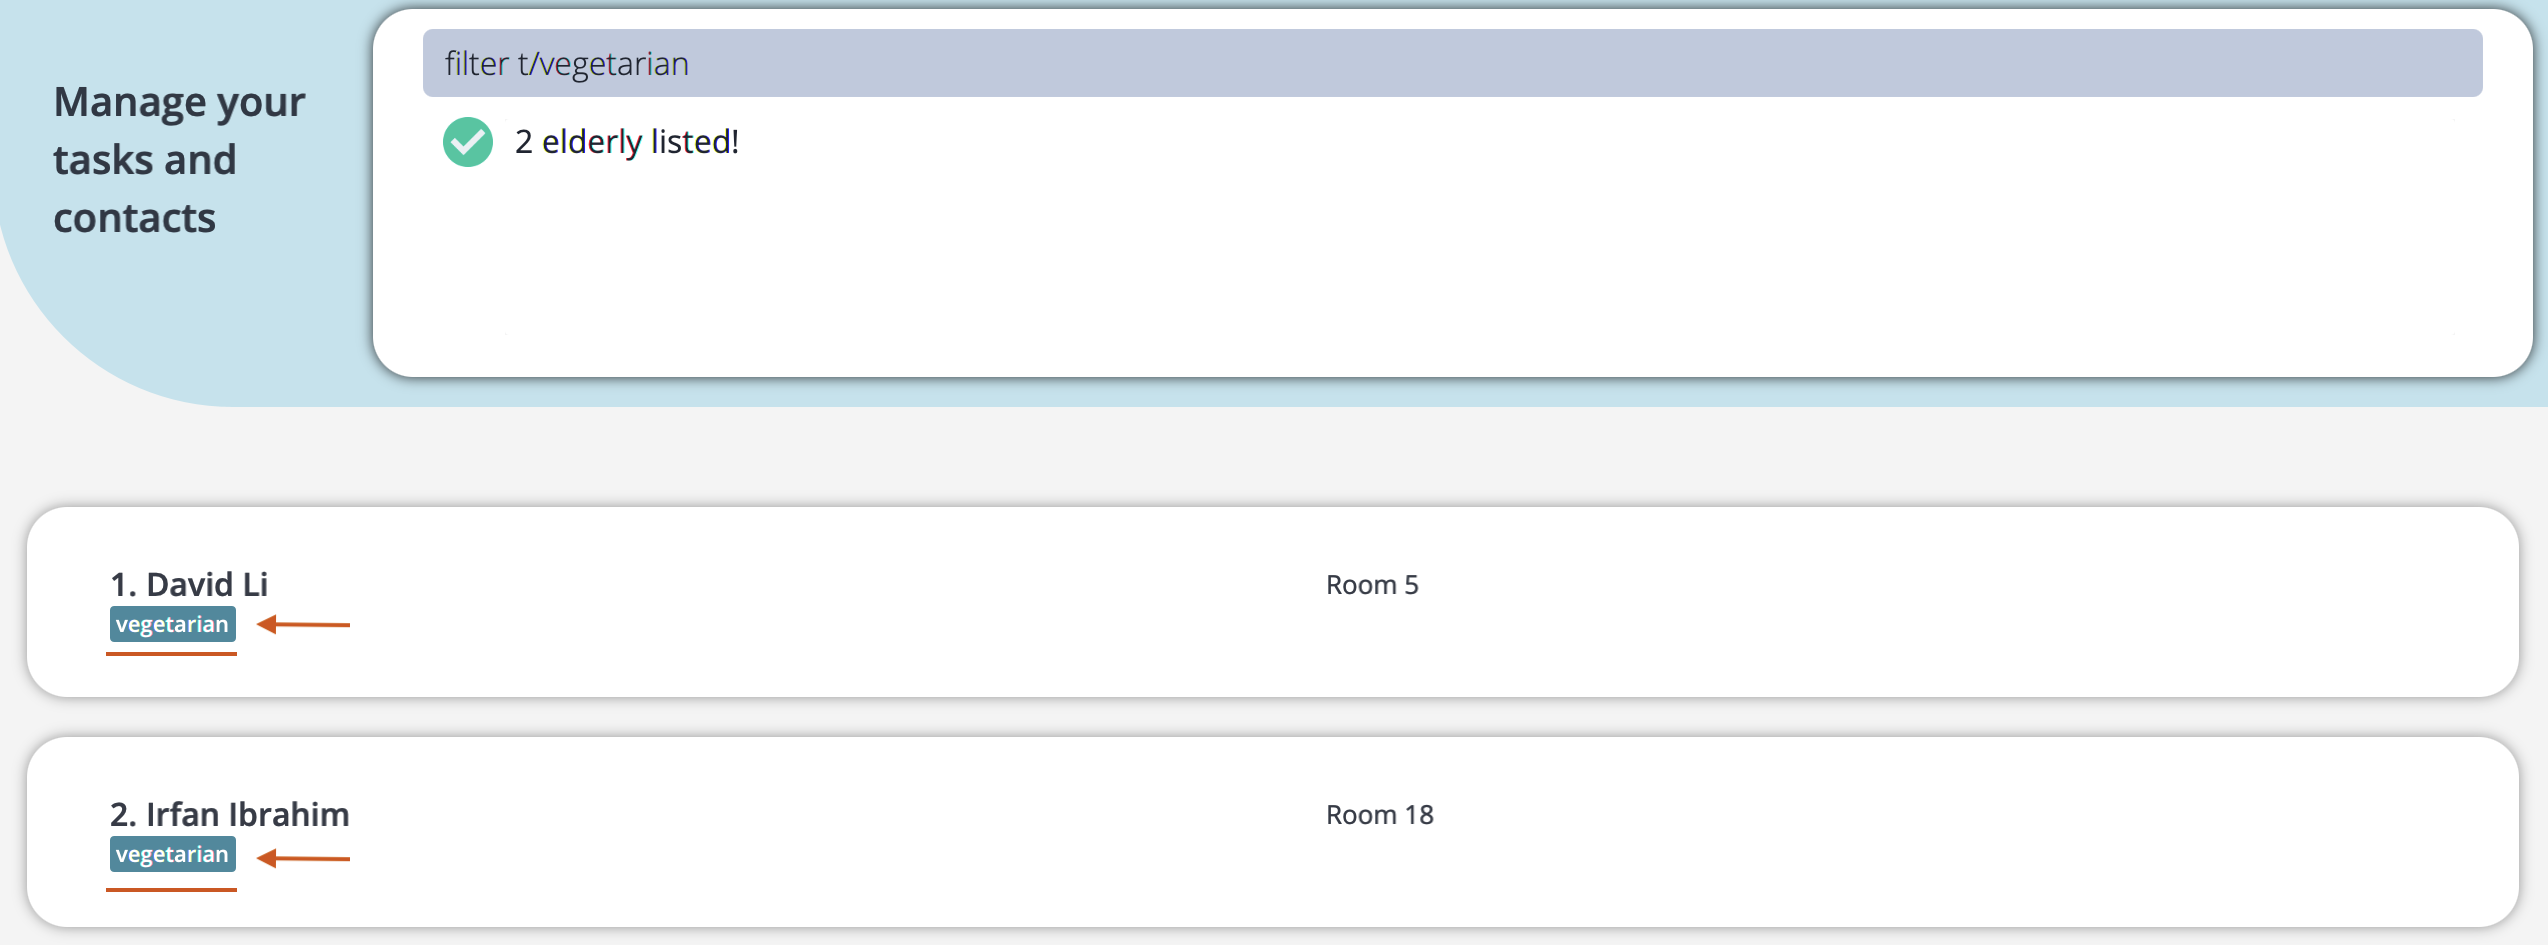 Manage your
tasks and
contacts
filter t/vegetarian
2 elderly listed!
1. David Li
Room 5
vegetarian
2. Irfan Ibrahim
Room 18
vegetarian